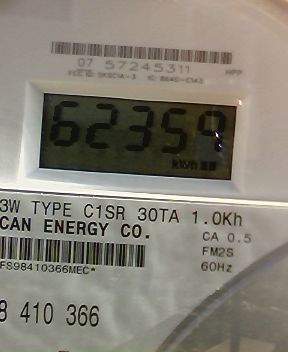 07 57245311 HPP
62359
kWh
3W TYPE C1SR 30TA 1.0Kh
CAN ENERGY CO. CA 0.5
FM2S
FS98410366MEC* 60Hz
8 410 366